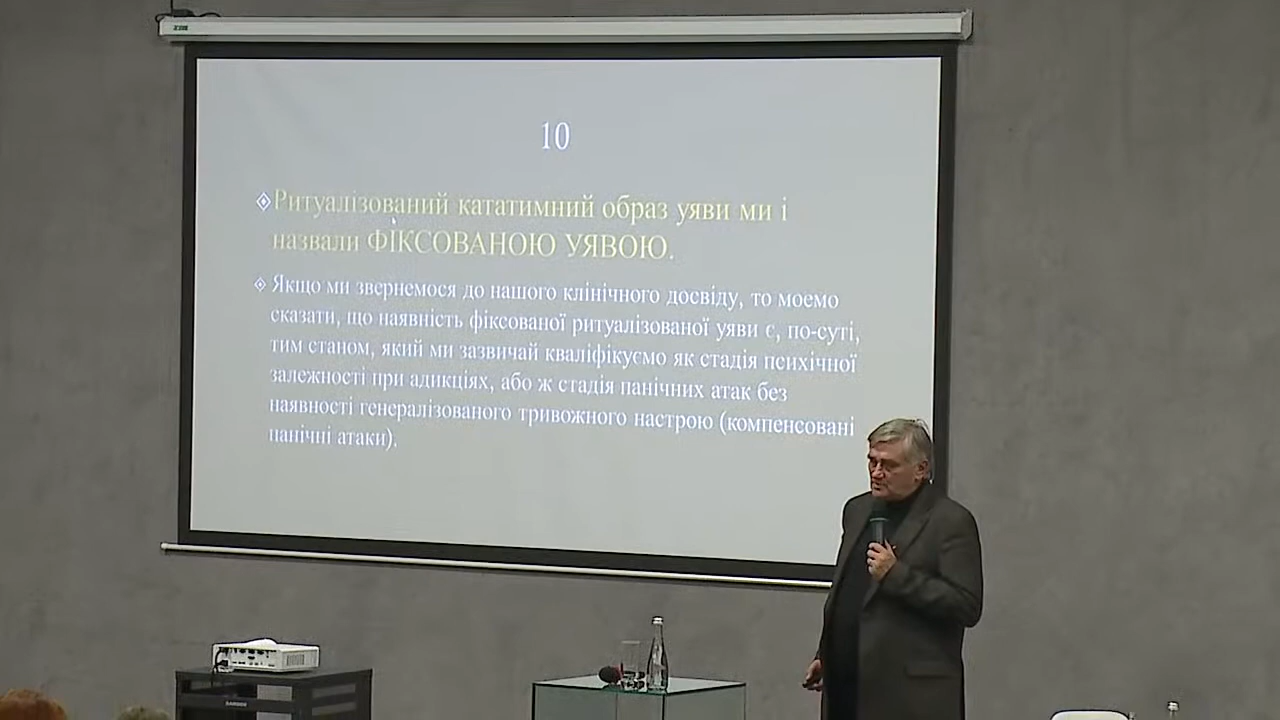 10
Ритуалізований кататимний образ уяви ми і
назвали ФІКСОВАНОЮ УЯВОЮ.
Якщо ми звернемося до нашого клінічного досвіду, то моемо
сказати, що наявність фіксованої ритуалізованої уяви є, по-суті,
тим станом, який ми зазвичай кваліфікуємо як стадія психічної
залежності при адикціях, або ж стадія панічних атак без
наявності генералізованого тривожного настрою (компенсовані
панічні атаки).
SAMSUNG